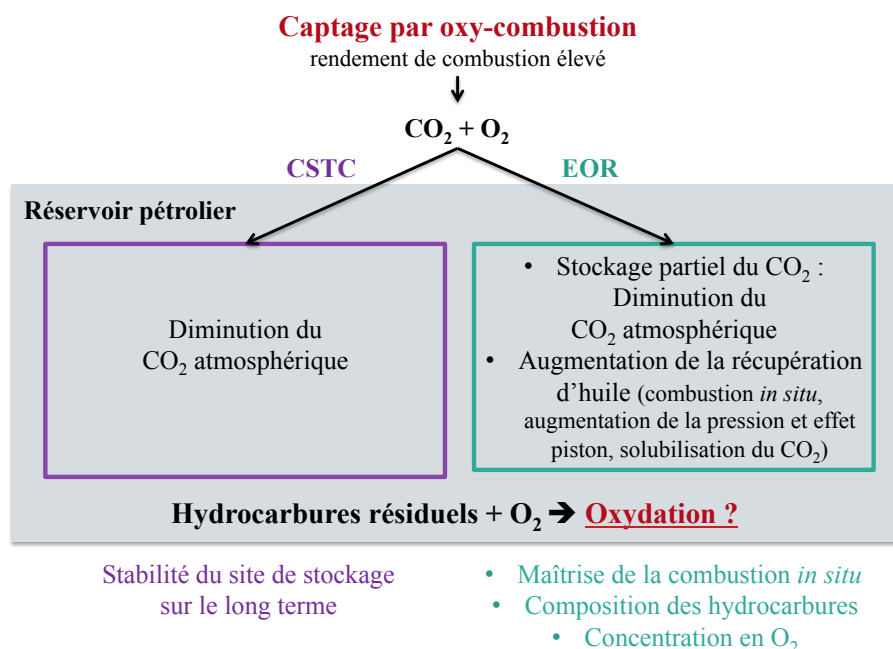 Captage par oxy-combustion
rendement de combustion élevé
CO₂ + O₂
CSTC
EOR
Réservoir pétrolier
Diminution du
CO₂ atmosphérique
• Stockage partiel du CO₂ :
Diminution du
CO₂ atmosphérique
• Augmentation de la récupération
d’huile (combustion in situ,
augmentation de la pression et effet
piston, solubilisation du CO₂)
Hydrocarbures résiduels + O₂ ➔ Oxydation ?
Stabilité du site de stockage
sur le long terme
• Maîtrise de la combustion in situ
• Composition des hydrocarbures
• Concentration en O₂